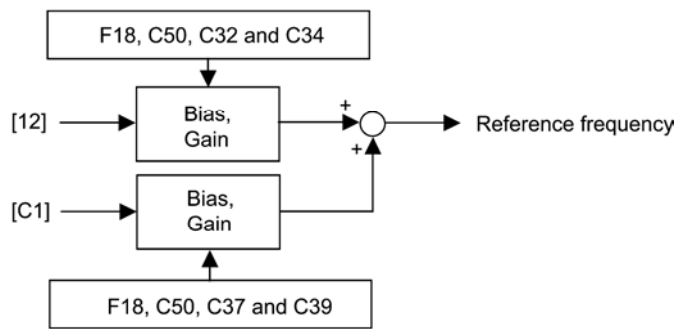 F18, C50, C32 and C34
[12]
Bias,
Gain
+
+
Reference frequency
[C1]
Bias,
Gain
F18, C50, C37 and C39